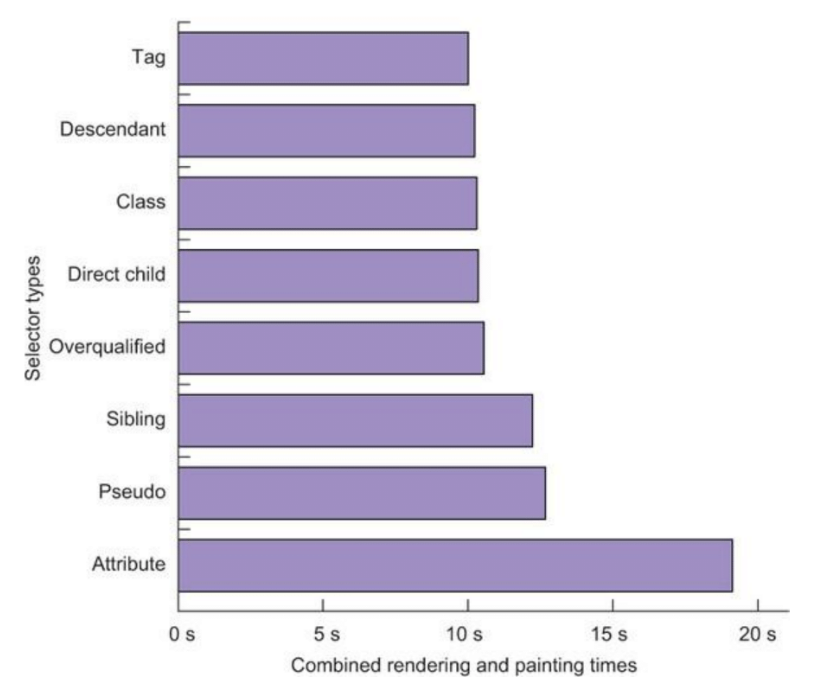 Tag
Descendant
Class
Direct child
Overqualified
Sibling
Pseudo
Attribute
Selector types
0 s 5 s 10 s 15 s 20 s
Combined rendering and painting times